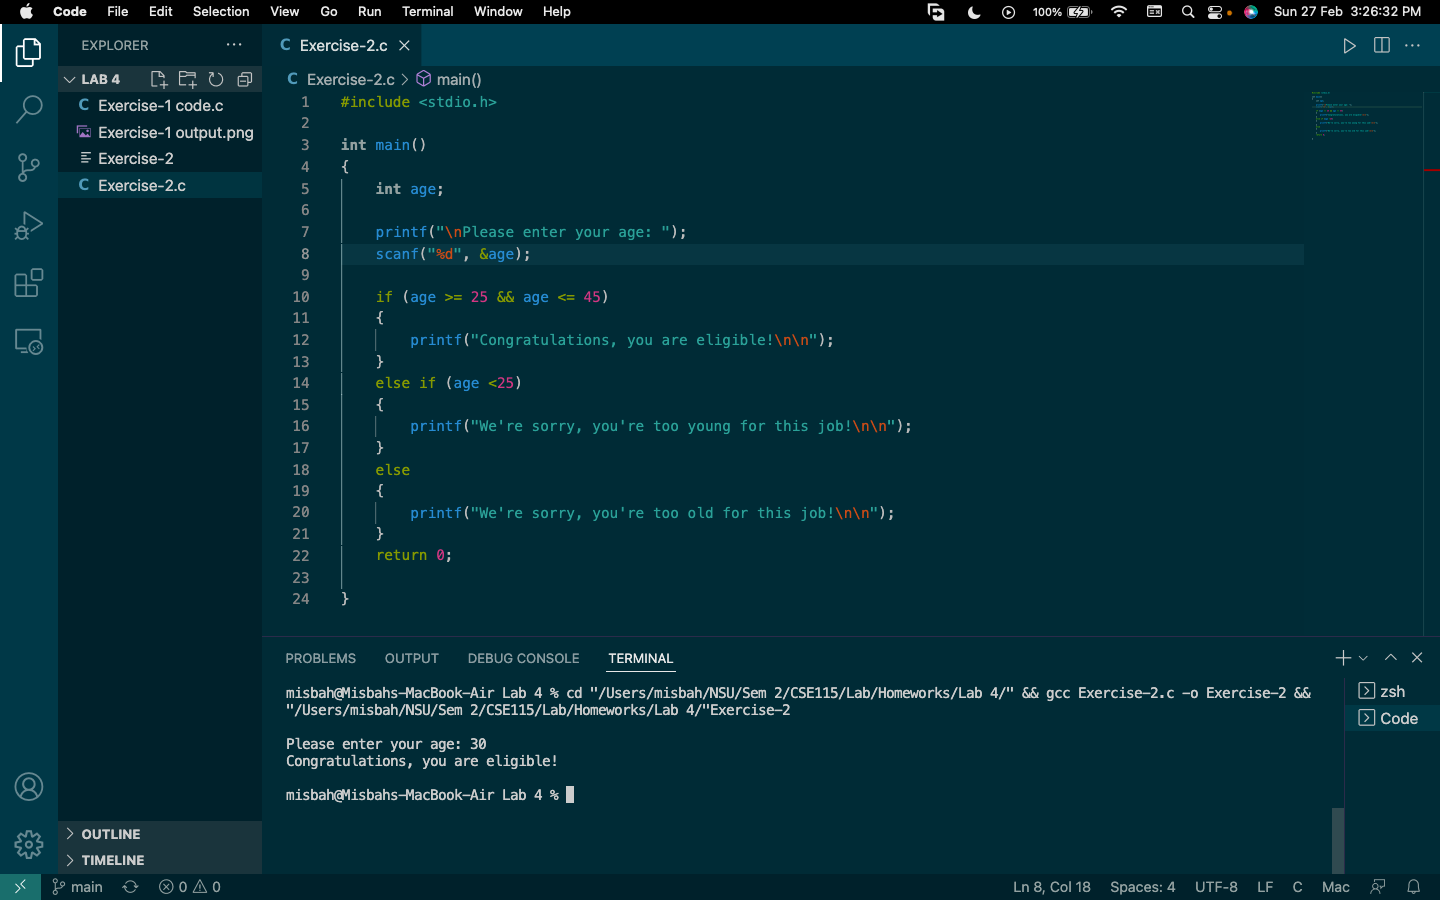 Code File Edit Selection View Go Run Terminal Window Help 100% Sun 27 Feb 3:26:32 PM
EXPLORER
LAB 4
C Exercise-1 code.c
Exercise-1 output.png
Exercise-2
C Exercise-2.c
OUTLINE
TIMELINE
C Exercise-2.c
C Exercise-2.c > main()
1 #include <stdio.h>
2
3 int main()
4 {
5 int age;
6
7 printf("\nPlease enter your age: ");
8 scanf("%d", &age);
9
10 if (age >= 25 && age <= 45)
11 {
12 printf("Congratulations, you are eligible!\n\n");
13 }
14 else if (age <25)
15 {
16 printf("We're sorry, you're too young for this job!\n\n");
17 }
18 else
19 {
20 printf("We're sorry, you're too old for this job!\n\n");
21 }
22 return 0;
23
24 }
PROBLEMS OUTPUT DEBUG CONSOLE TERMINAL
misbah@Misbahs-MacBook-Air Lab 4 % cd "/Users/misbah/NSU/Sem 2/CSE115/Lab/Homeworks/Lab 4/" && gcc Exercise-2.c -o Exercise-2 &&
"/Users/misbah/NSU/Sem 2/CSE115/Lab/Homeworks/Lab 4/"Exercise-2
Please enter your age: 30
Congratulations, you are eligible!
misbah@Misbahs-MacBook-Air Lab 4 %
zsh
Code
main 0 0 Ln 8, Col 18 Spaces: 4 UTF-8 LF C Mac